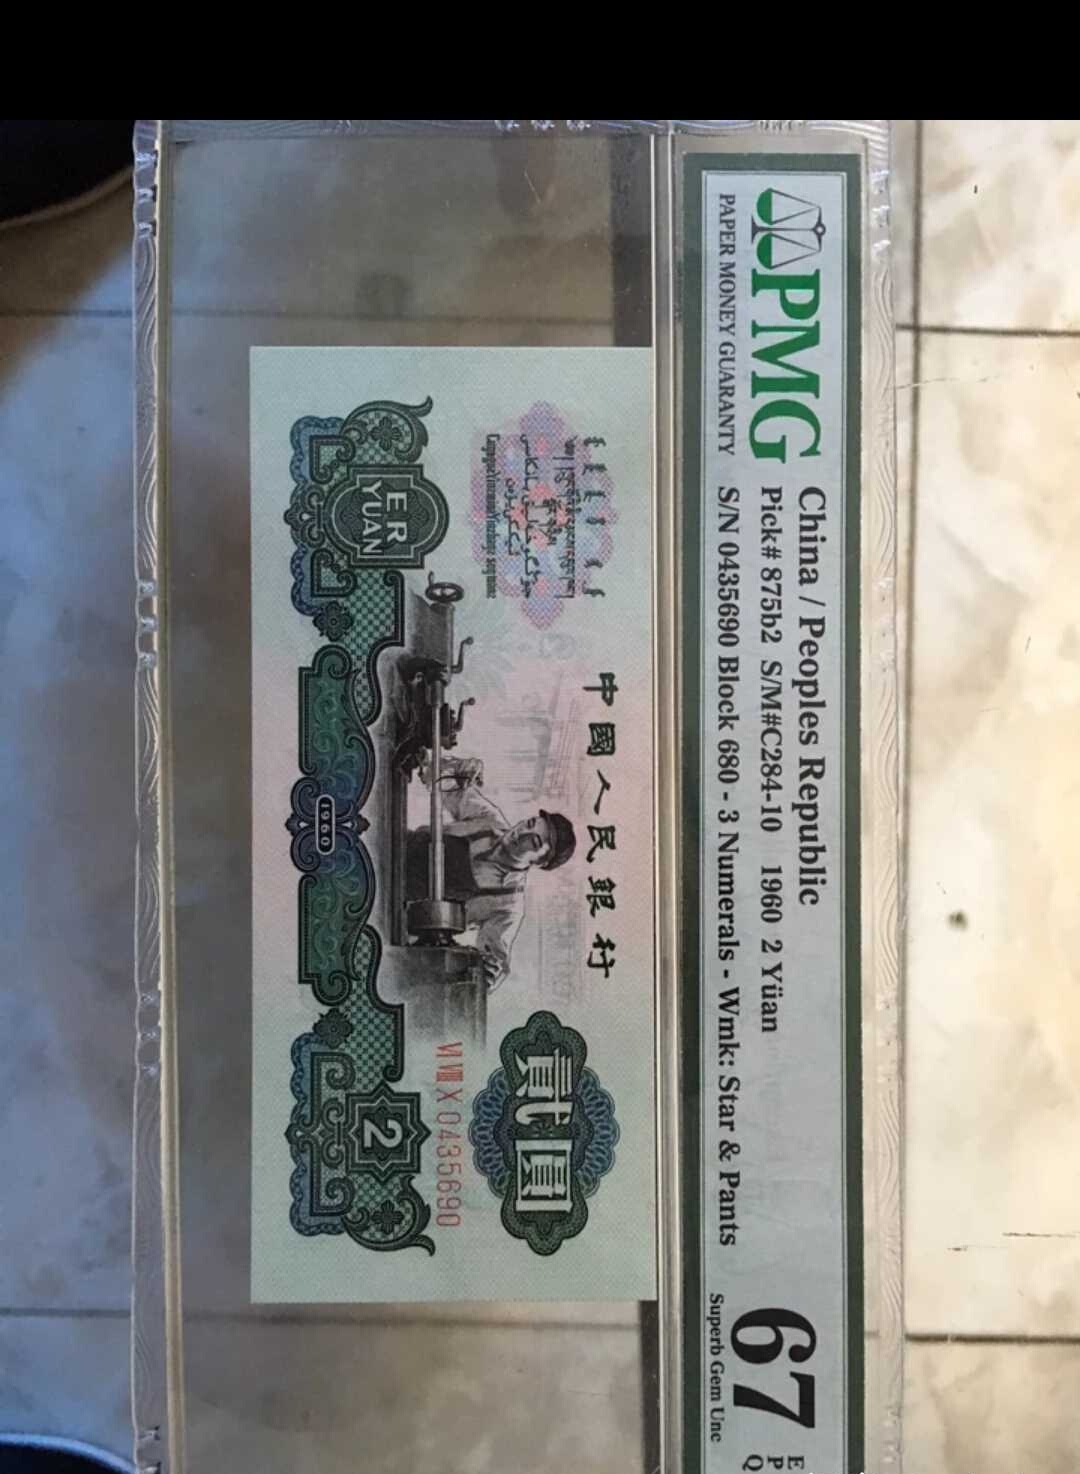 PMG
PAPER MONEY GUARANTY
China / Peoples Republic
Pick# 875b2 S/M#C284-10 1960 2 Yüan
S/N 0435690 Block 680 - 3 Numerals - Wmk: Star & Pants
67
E
P
Q
Superb Gem Unc
中國人民銀行
貳圓
VI VIII X 0435690
ER
YUAN
1960
2